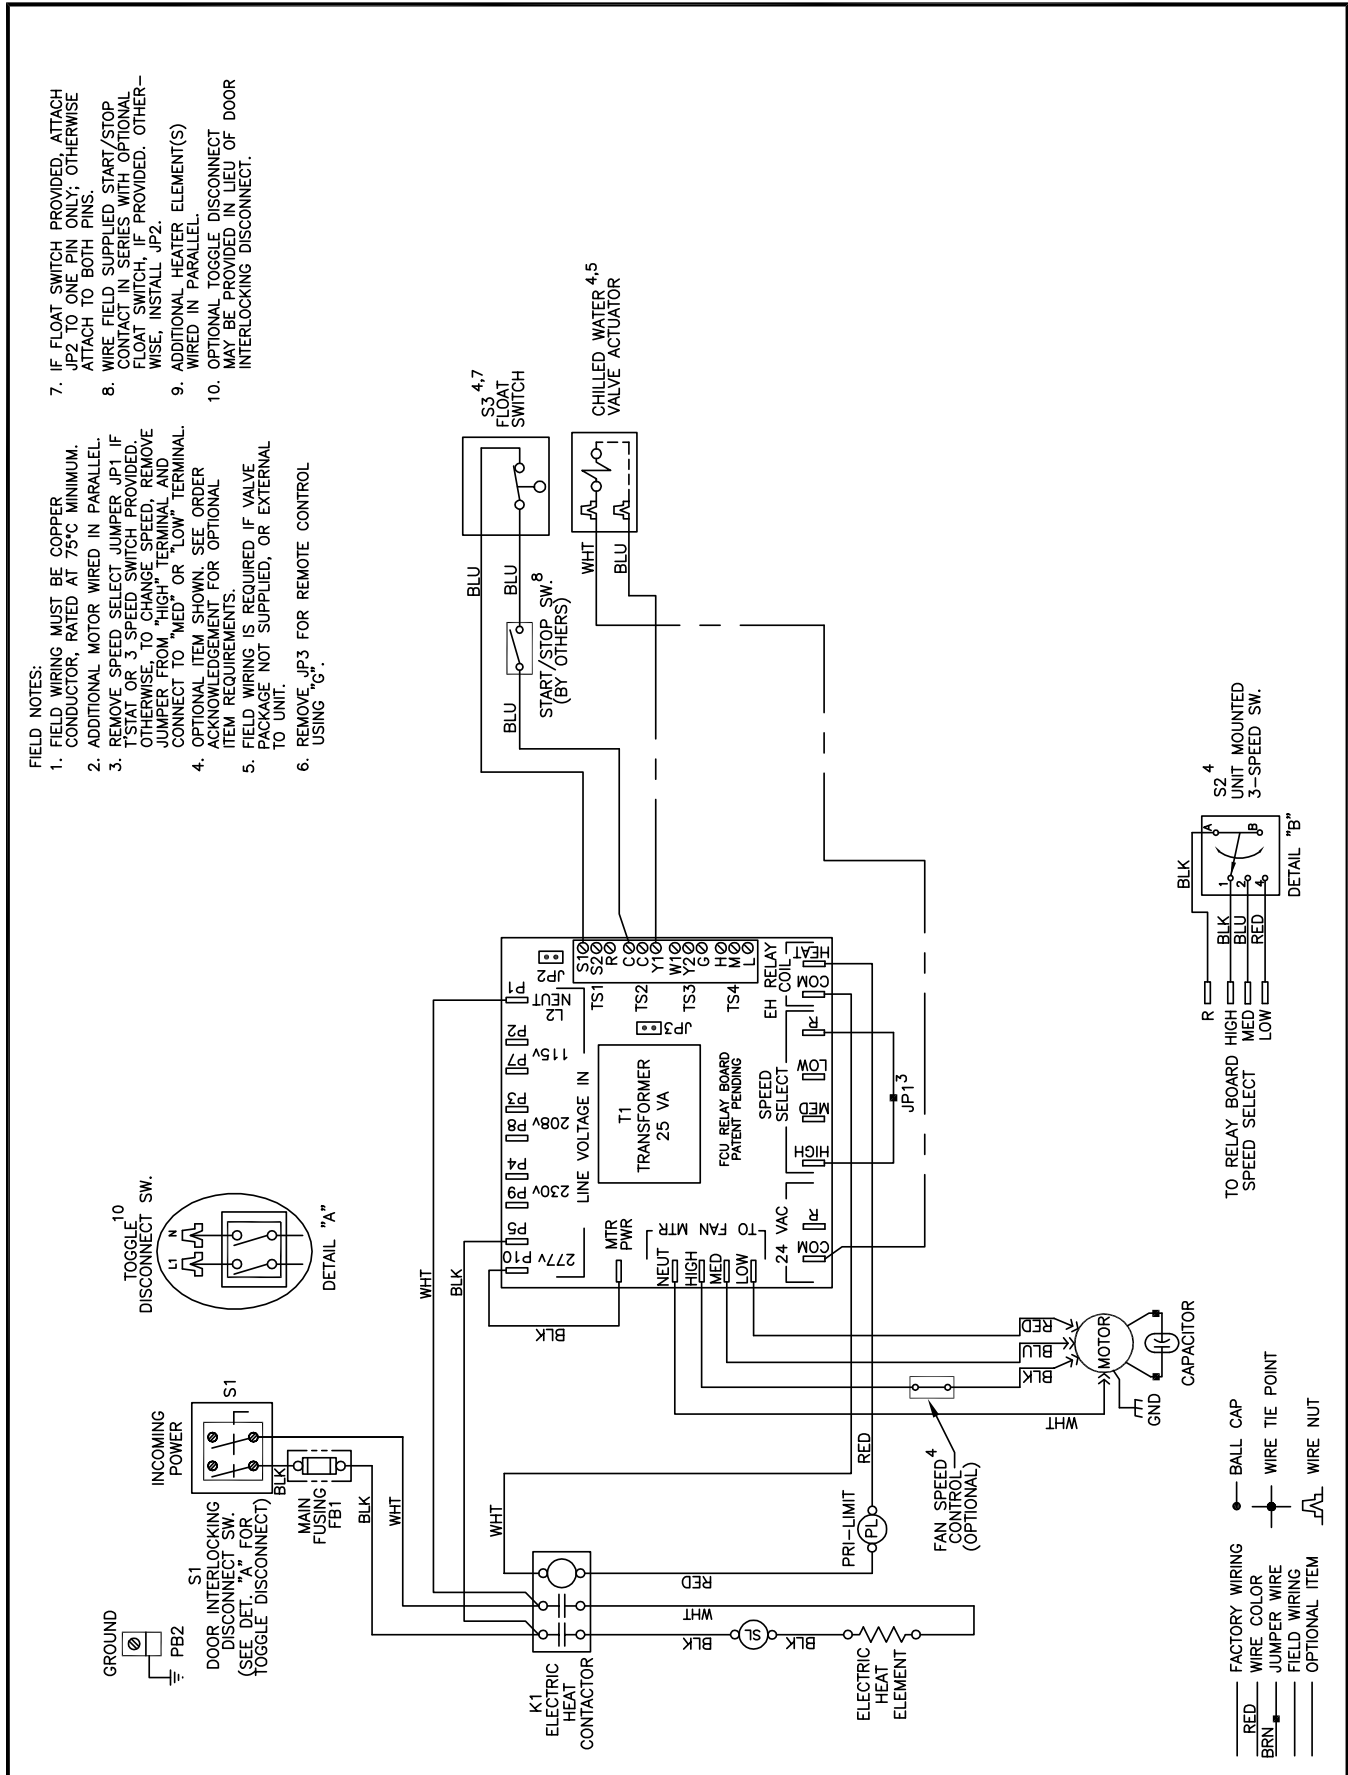 FIELD NOTES:
1. FIELD WIRING MUST BE COPPER
CONDUCTOR, RATED AT 75°C MINIMUM.
2. ADDITIONAL MOTOR WIRED IN PARALLEL.
3. REMOVE SPEED SELECT JUMPER JP1 IF
T'STAT OR 3 SPEED SWITCH PROVIDED.
OTHERWISE, TO CHANGE SPEED, REMOVE
JUMPER FROM "HIGH" TERMINAL AND
CONNECT TO "MED" OR "LOW" TERMINAL.
4. OPTIONAL ITEM SHOWN. SEE ORDER
ACKNOWLEDGEMENT FOR OPTIONAL
ITEM REQUIREMENTS.
5. FIELD WIRING IS REQUIRED IF VALVE
PACKAGE NOT SUPPLIED, OR EXTERNAL
TO UNIT.
6. REMOVE JP3 FOR REMOTE CONTROL
USING "G".
7. IF FLOAT SWITCH PROVIDED, ATTACH
JP2 TO ONE PIN ONLY; OTHERWISE
ATTACH TO BOTH PINS.
8. WIRE FIELD SUPPLIED START/STOP
CONTACT IN SERIES WITH OPTIONAL
FLOAT SWITCH, IF PROVIDED. OTHER-
WISE, INSTALL JP2.
9. ADDITIONAL HEATER ELEMENT(S)
WIRED IN PARALLEL.
10. OPTIONAL TOGGLE DISCONNECT
MAY BE PROVIDED IN LIEU OF DOOR
INTERLOCKING DISCONNECT.
GROUND
PB2
S1
DOOR INTERLOCKING
DISCONNECT SW.
(SEE DET. "A" FOR
TOGGLE DISCONNECT)
INCOMING
POWER
S1
BLK
MAIN
FUSING
FB1
BLK
WHT
TOGGLE 10
DISCONNECT SW.
L1
N
DETAIL "A"
WHT
BLK
BLK
K1
ELECTRIC
HEAT
CONTACTOR
WHT
RED
WHT
BLK
SL
BLK
ELECTRIC
HEAT
ELEMENT
PRI-LIMIT
PL
RED
FAN SPEED 4
CONTROL
(OPTIONAL)
P10
P5
277v
P9
P4
230v
P8
P3
208v
P7
P2
115v
P1
NEUT
L2
LINE VOLTAGE IN
JP2
T1
TRANSFORMER
25 VA
JP3
FCU RELAY BOARD
PATENT PENDING
MTR
PWR
TO FAN MTR
NEUT
HIGH
MED
LOW
24 VAC
COM
R
SPEED
SELECT
HIGH
MED
LOW
R
EH RELAY
COIL
COM
HEAT
TS1
TS2
TS3
TS4
S1
S2
R
C
C
Y1
W1
Y2
G
H
M
L
JP1 3
BLU
BLU
BLU
START/STOP SW. 8
(BY OTHERS)
S3 4,7
FLOAT
SWITCH
WHT
BLU
CHILLED WATER 4,5
VALVE ACTUATOR
WHT
BLK
BLU
RED
MOTOR
GND
CAPACITOR
TO RELAY BOARD
SPEED SELECT
R
HIGH
MED
LOW
BLK
BLK
BLU
RED
1
2
4
A
B
S2 4
UNIT MOUNTED
3-SPEED SW.
DETAIL "B"
FACTORY WIRING
RED
WIRE COLOR
BRN
JUMPER WIRE
FIELD WIRING
OPTIONAL ITEM
BALL CAP
WIRE TIE POINT
WIRE NUT